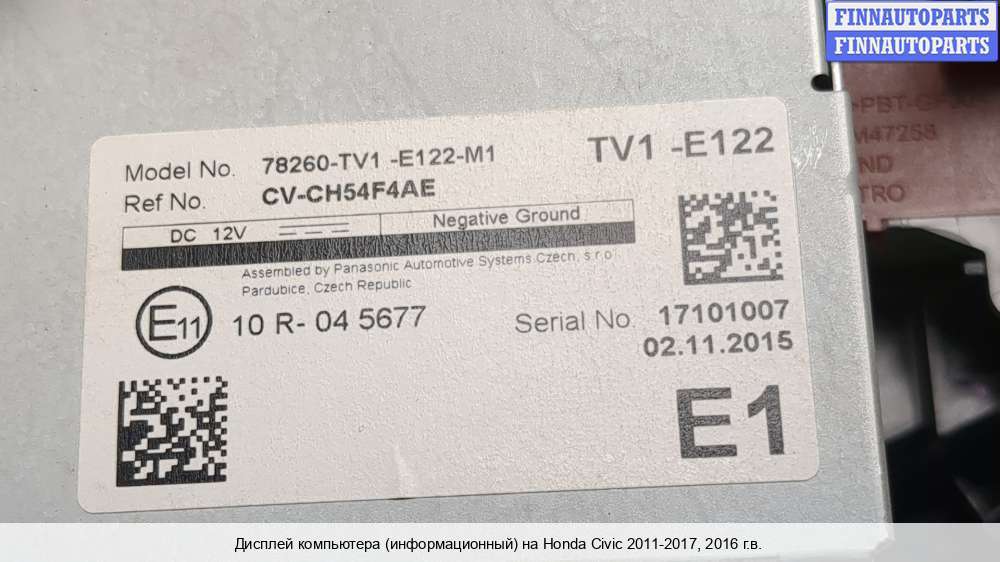 FINNAUTOPARTS
FINNAUTOPARTS
Model No. 78260-TV1 -E122-M1
TV1 -E122
Ref No. CV-CH54F4AE
DC 12V
Negative Ground
Assembled by Panasonic Automotive Systems Czech, s.r.o
Pardubice, Czech Republic
E11 10 R- 04 5677
Serial No 17101007
02.11.2015
E1
M47258
TRO
Дисплей компьютера (информационный) на Honda Civic 2011-2017, 2016 г.в.